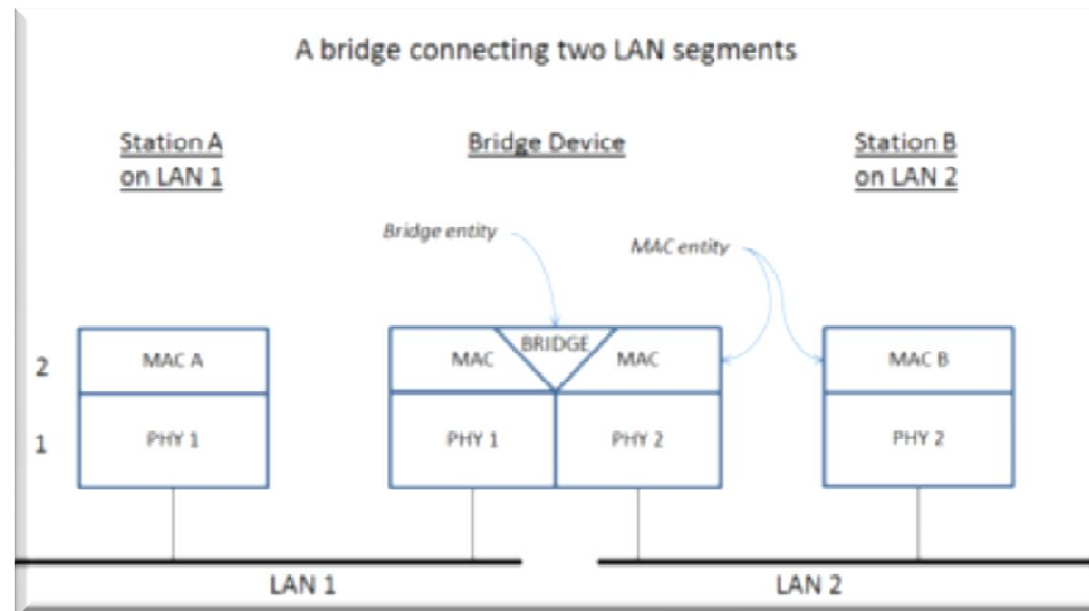 A bridge connecting two LAN segments
Station A
on LAN 1
Bridge Device
Station B
on LAN 2
Bridge entity
MAC entity
2
MAC A
MAC
BRIDGE
MAC
MAC B
1
PHY 1
PHY 1
PHY 2
PHY 2
LAN 1
LAN 2